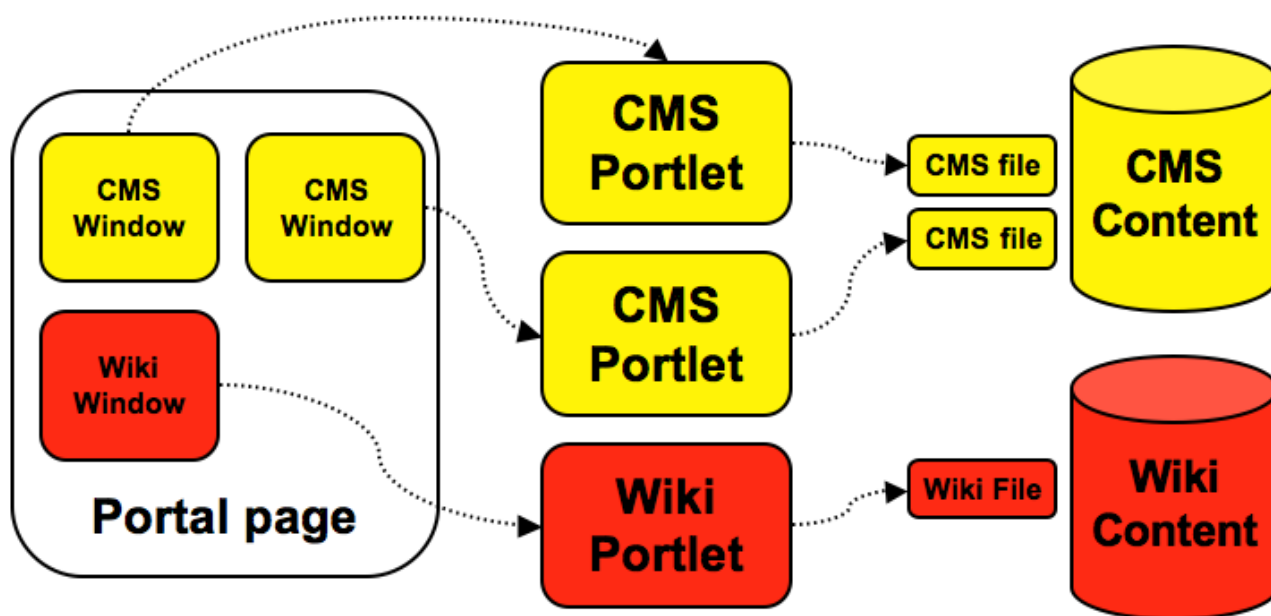 CMS
Window
CMS
Window
Wiki
Window
Portal page
CMS
Portlet
CMS
Portlet
Wiki
Portlet
CMS file
CMS file
Wiki File
CMS
Content
Wiki
Content